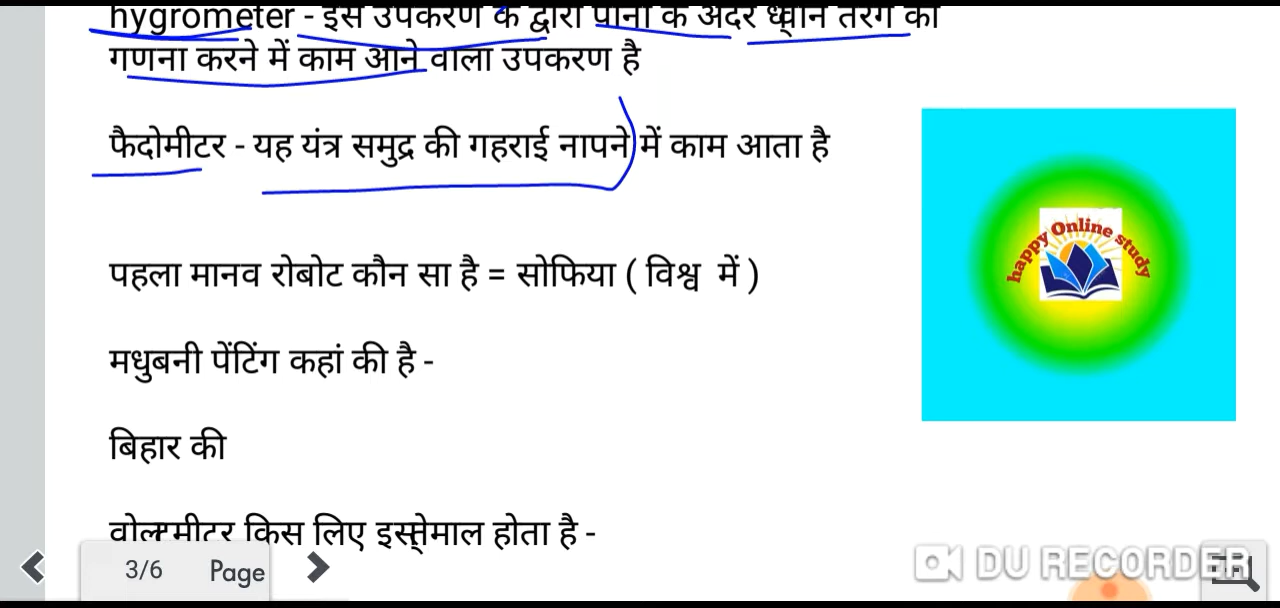 hygrometer - इस उपकरण के द्वारा पानी के अंदर ध्वनि तरंग की
गणना करने में काम आने वाला उपकरण है
फैदोमीटर - यह यंत्र समुद्र की गहराई नापने में काम आता है
पहला मानव रोबोट कौन सा है = सोफिया ( विश्व में )
मधुबनी पेंटिंग कहां की है -
बिहार की
वोल्टमीटर किस लिए इस्तेमाल होता है -
happy Online study
3/6 Page
DU RECORDER